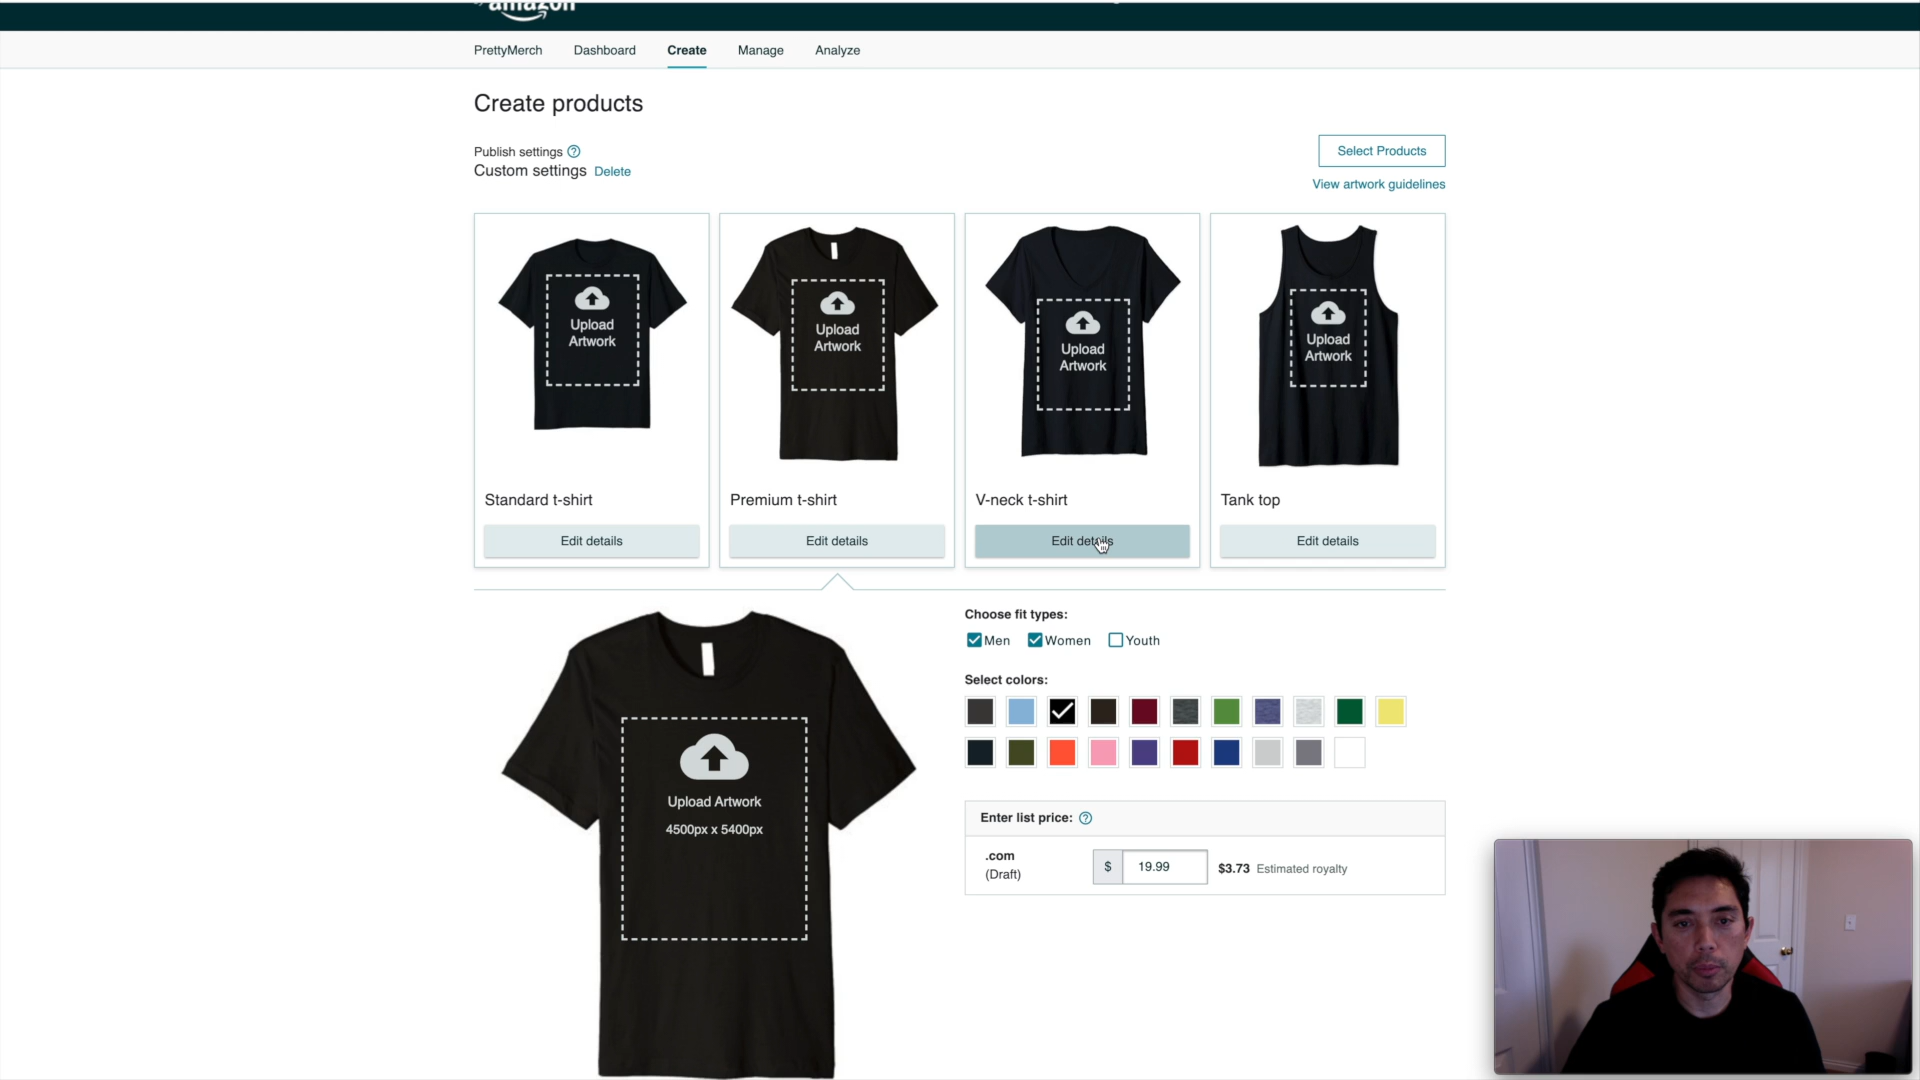 amazon
PrettyMerch Dashboard Create Manage Analyze
Create products
Publish settings ?
Custom settings Delete
Select Products
View artwork guidelines
Upload
Artwork
Upload
Artwork
Upload
Artwork
Upload
Artwork
Standard t-shirt
Premium t-shirt
V-neck t-shirt
Tank top
Edit details
Edit details
Edit details
Edit details
Upload Artwork
4500px x 5400px
Choose fit types:
Men Women Youth
Select colors:
Enter list price: ?
.com
(Draft)
$ 19.99 $3.73 Estimated royalty